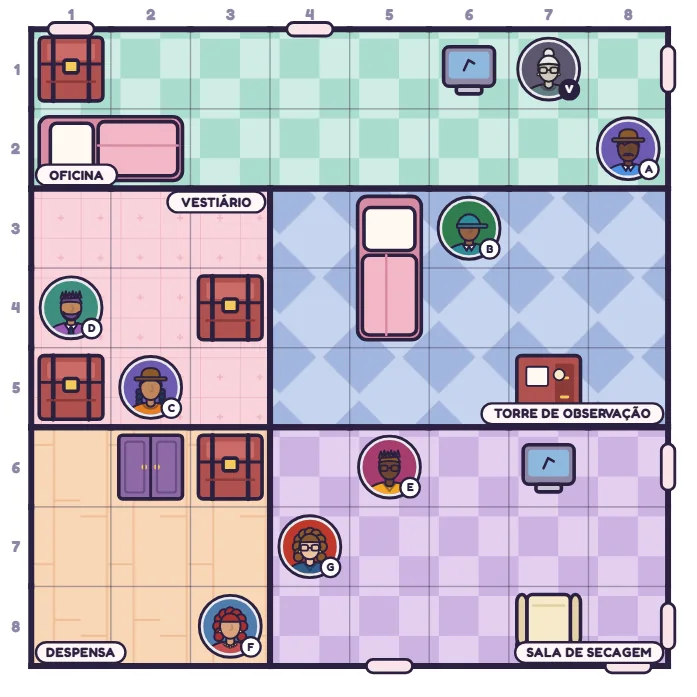 1 2 3 4 5 6 7 8
1
V
2
A
OFICINA
VESTIÁRIO
3
B
4
D
5
C
TORRE DE OBSERVAÇÃO
6
E
7
G
8
F
DESPENSA
SALA DE SECAGEM